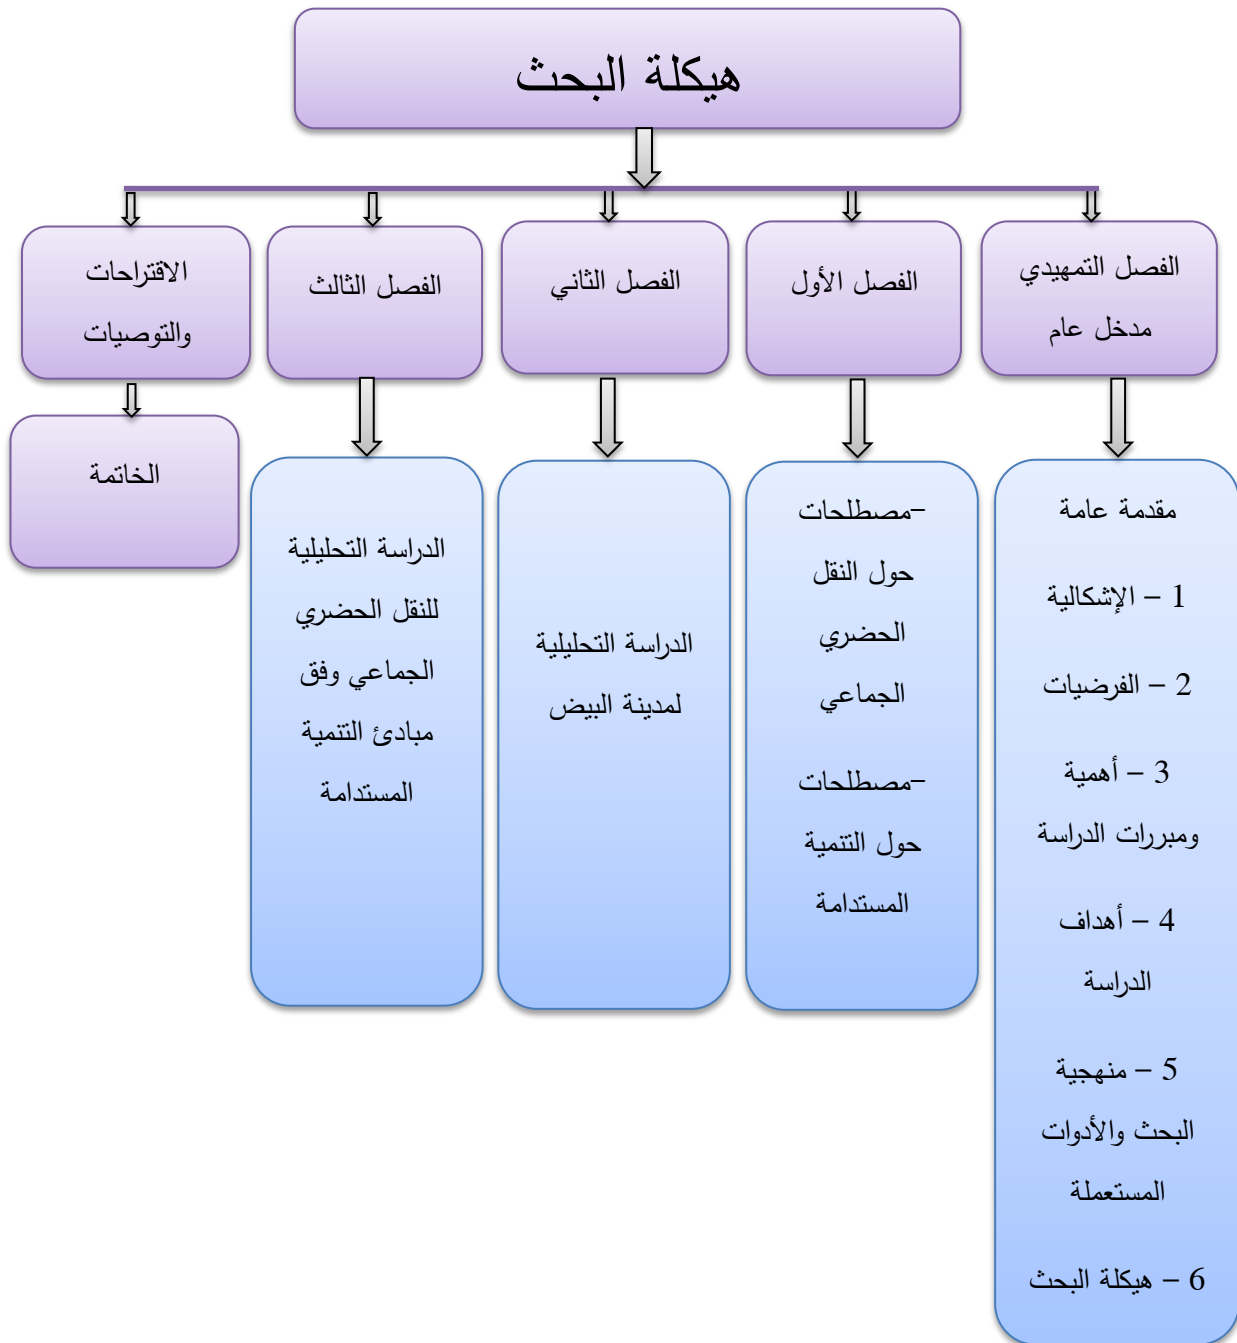 هيكلة البحث
الفصل التمهيدي
مدخل عام
الفصل الأول
الفصل الثاني
الفصل الثالث
الاقتراحات
والتوصيات
مقدمة عامة
1 – الإشكالية
2 – الفرضيات
3 – أهمية
ومبررات الدراسة
4 – أهداف
الدراسة
5 – منهجية
البحث والأدوات
المستعملة
6 – هيكلة البحث
-مصطلحات
حول النقل
الحضري
الجماعي
-مصطلحات
حول التنمية
المستدامة
الدراسة التحليلية
لمدينة البيض
الدراسة التحليلية
للنقل الحضري
الجماعي وفق
مبادئ التنمية
المستدامة
الخاتمة